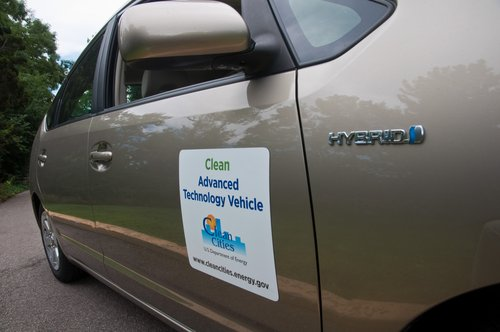 HYBRID
Clean
Advanced
Technology Vehicle
Clean
Cities
U.S. Department of Energy
www.cleancities.energy.gov